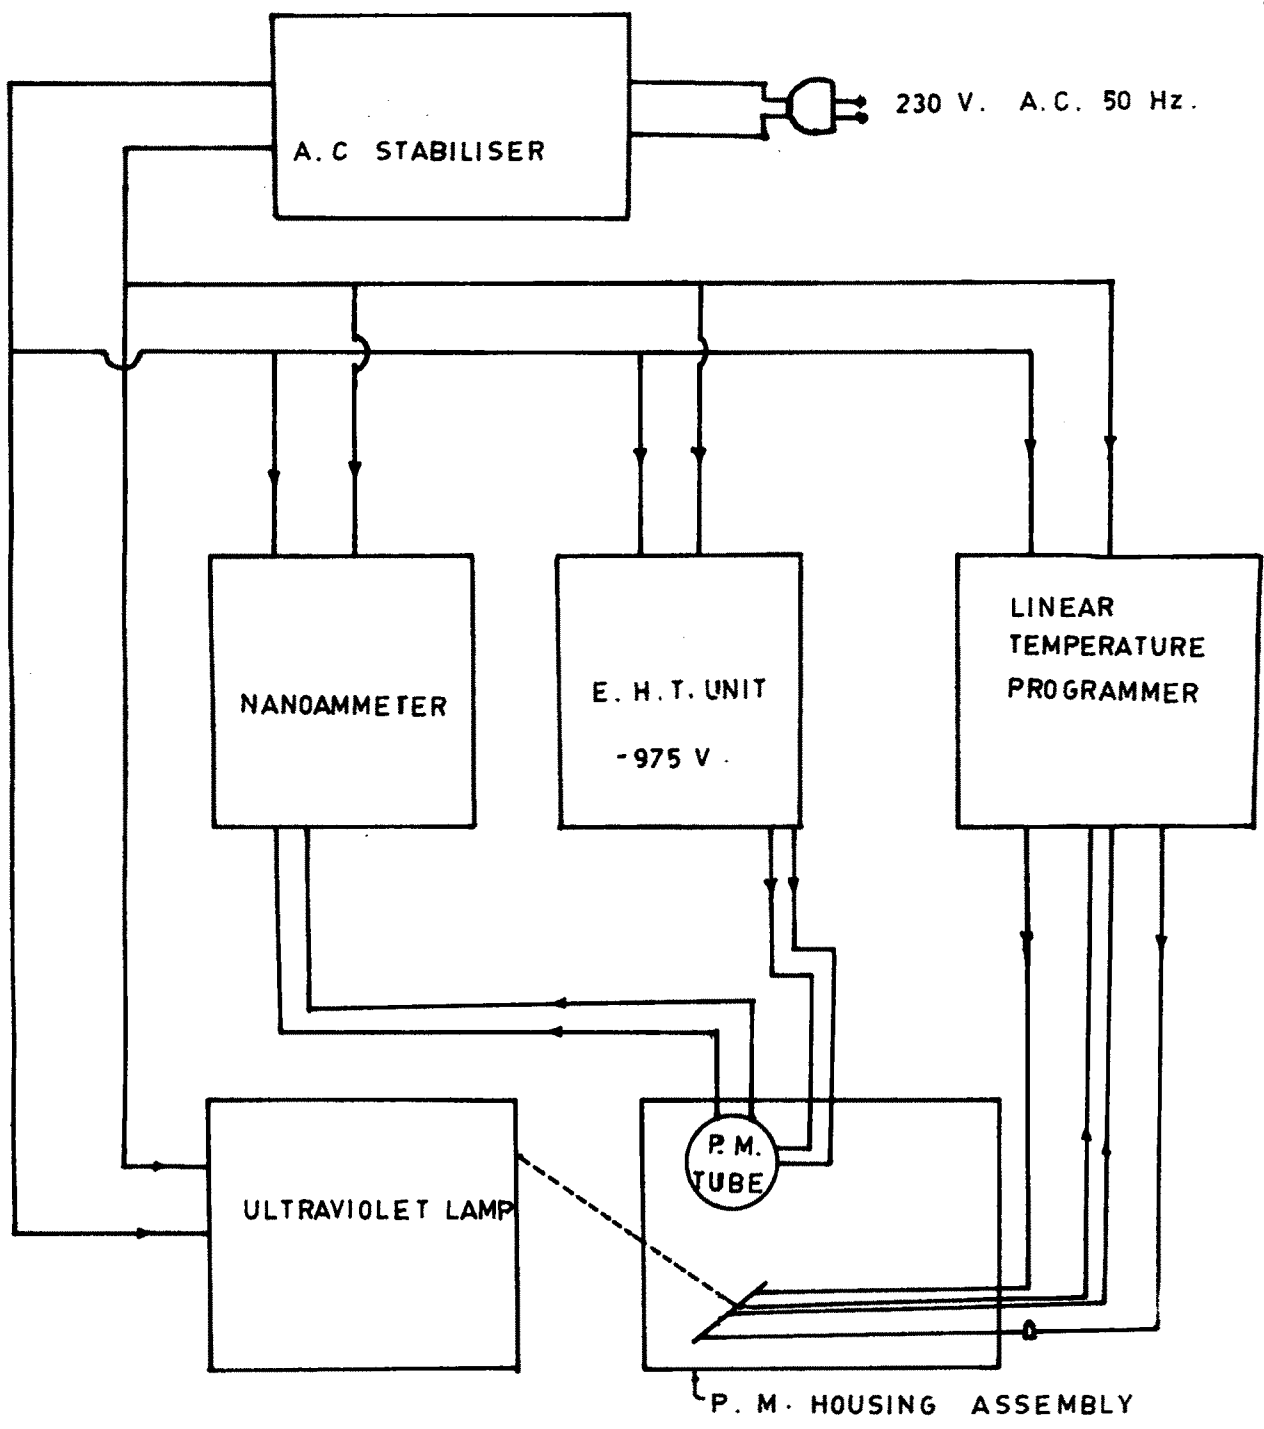 230 V. A.C. 50 Hz.
A.C STABILISER
NANOAMMETER
E.H.T. UNIT
-975 V.
LINEAR
TEMPERATURE
PROGRAMMER
P.M.
TUBE
ULTRAVIOLET LAMP
P.M. HOUSING ASSEMBLY